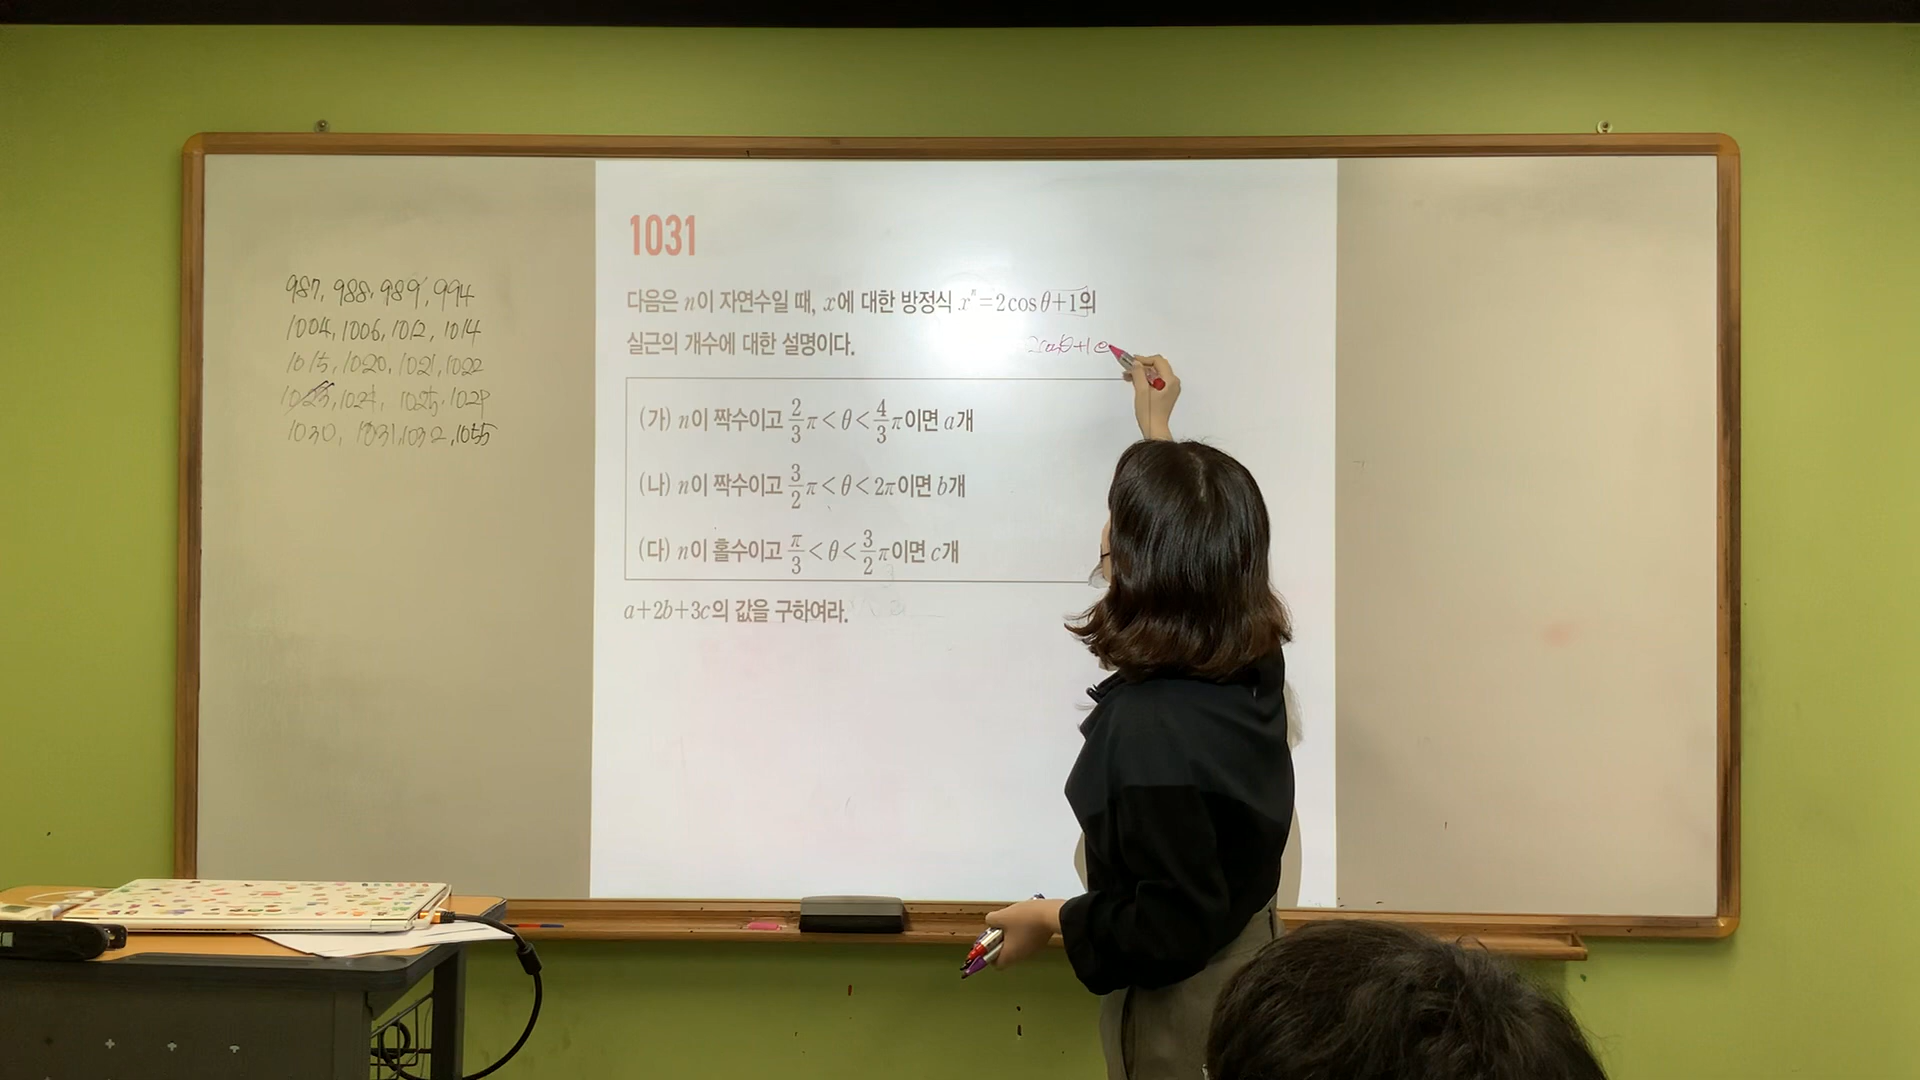 987, 988, 989, 994
1004, 1006, 1012, 1014
1015, 1020, 1021, 1022
1023, 1024, 1025, 1029
1030, 1031, 1032, 1055
1031
다음은 n이 자연수일 때, x에 대한 방정식 xⁿ=2cos θ+1의
실근의 개수에 대한 설명이다.
2cosθ+1
(가) n이 짝수이고 2/3 π<θ<4/3 π이면 a개
(나) n이 짝수이고 3/2 π<θ<2π이면 b개
(다) n이 홀수이고 π/3<θ<3/2 π이면 c개
a+2b+3c의 값을 구하여라.